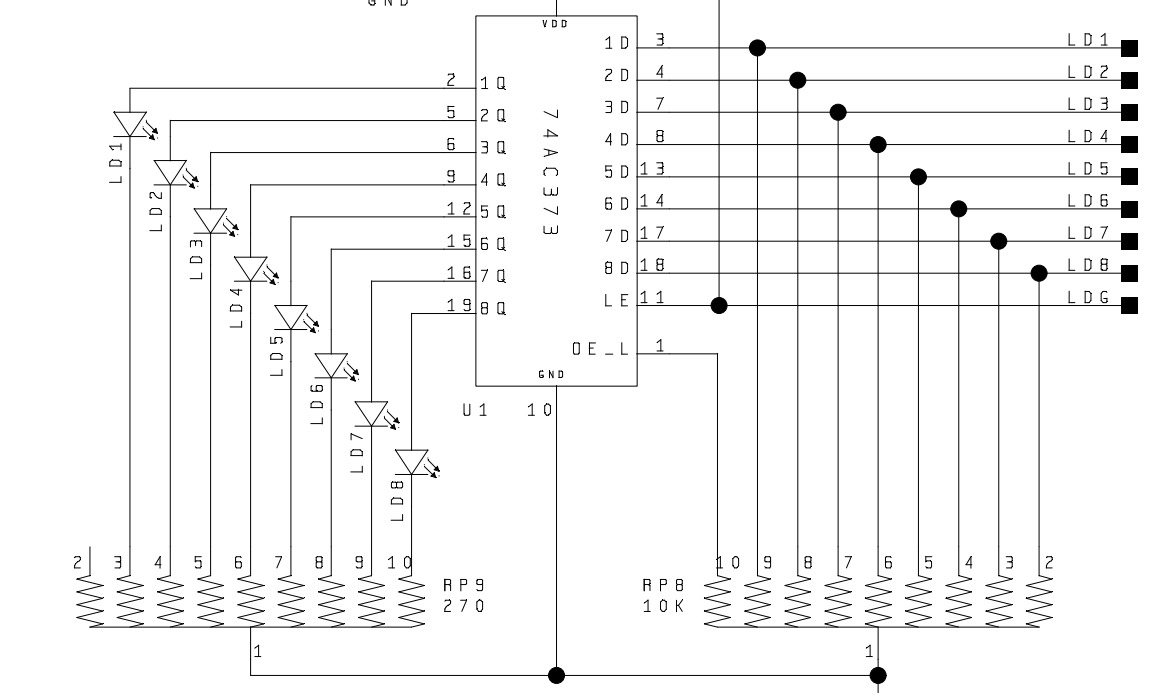 GND
VDD
1D 3 LD1
2D 4 LD2
2 1Q
3D 7 LD3
5 2Q
4D 8 LD4
6 3Q
5D 13 LD5
9 4Q
6D 14 LD6
12 5Q
7D 17 LD7
15 6Q
8D 18 LD8
16 7Q
LE 11 LDG
19 8Q
74AC373
OE_L 1
GND
U1 10
LD1
LD2
LD3
LD4
LD5
LD6
LD7
LD8
2 3 4 5 6 7 8 9 10
RP9
270
10 9 8 7 6 5 4 3 2
RP8
10K
1
1